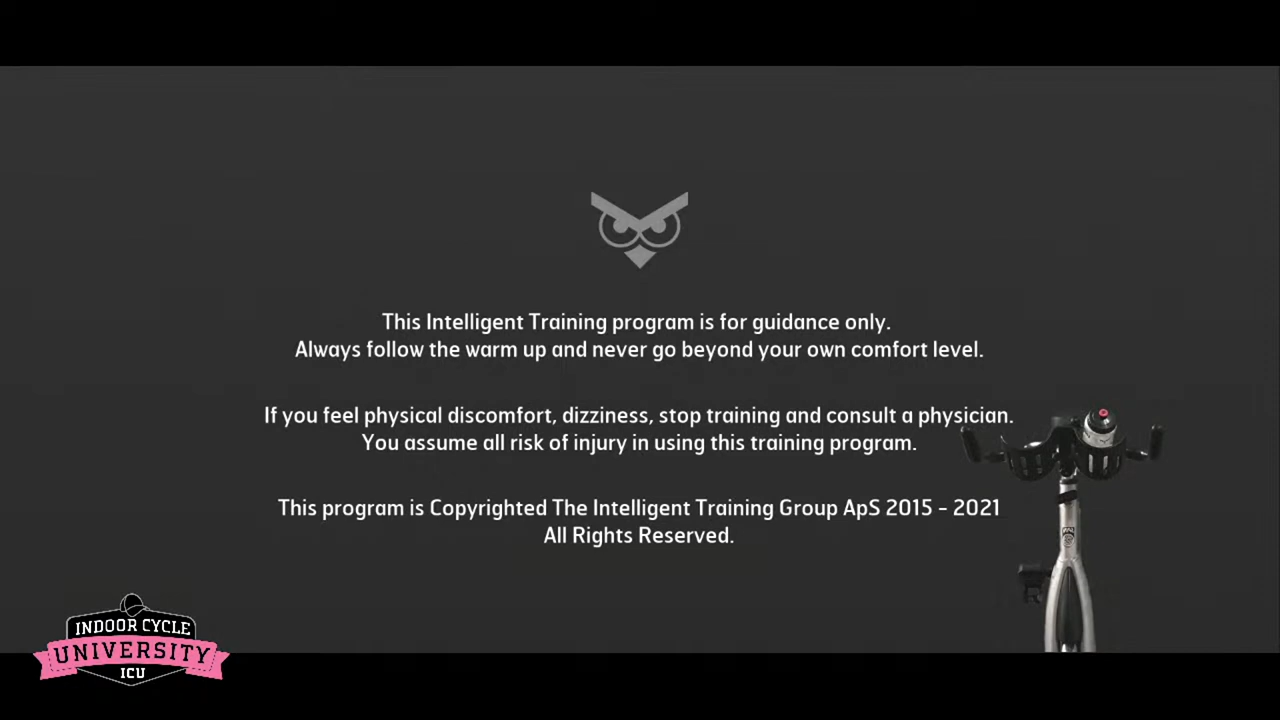 This Intelligent Training program is for guidance only.
Always follow the warm up and never go beyond your own comfort level.
If you feel physical discomfort, dizziness, stop training and consult a physician.
You assume all risk of injury in using this training program.
This program is Copyrighted The Intelligent Training Group ApS 2015 - 2021
All Rights Reserved.
INDOOR CYCLE
UNIVERSITY
ICU